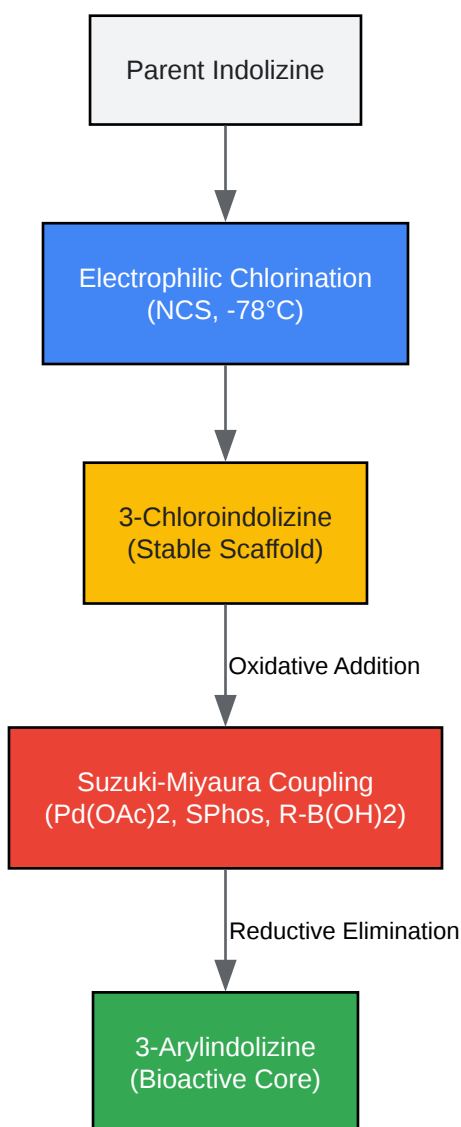 Parent Indolizine
Electrophilic Chlorination
(NCS, -78°C)
3-Chloroindolizine
(Stable Scaffold)
Oxidative Addition
Suzuki-Miyaura Coupling
(Pd(OAc)2, SPhos, R-B(OH)2)
Reductive Elimination
3-Arylindolizine
(Bioactive Core)